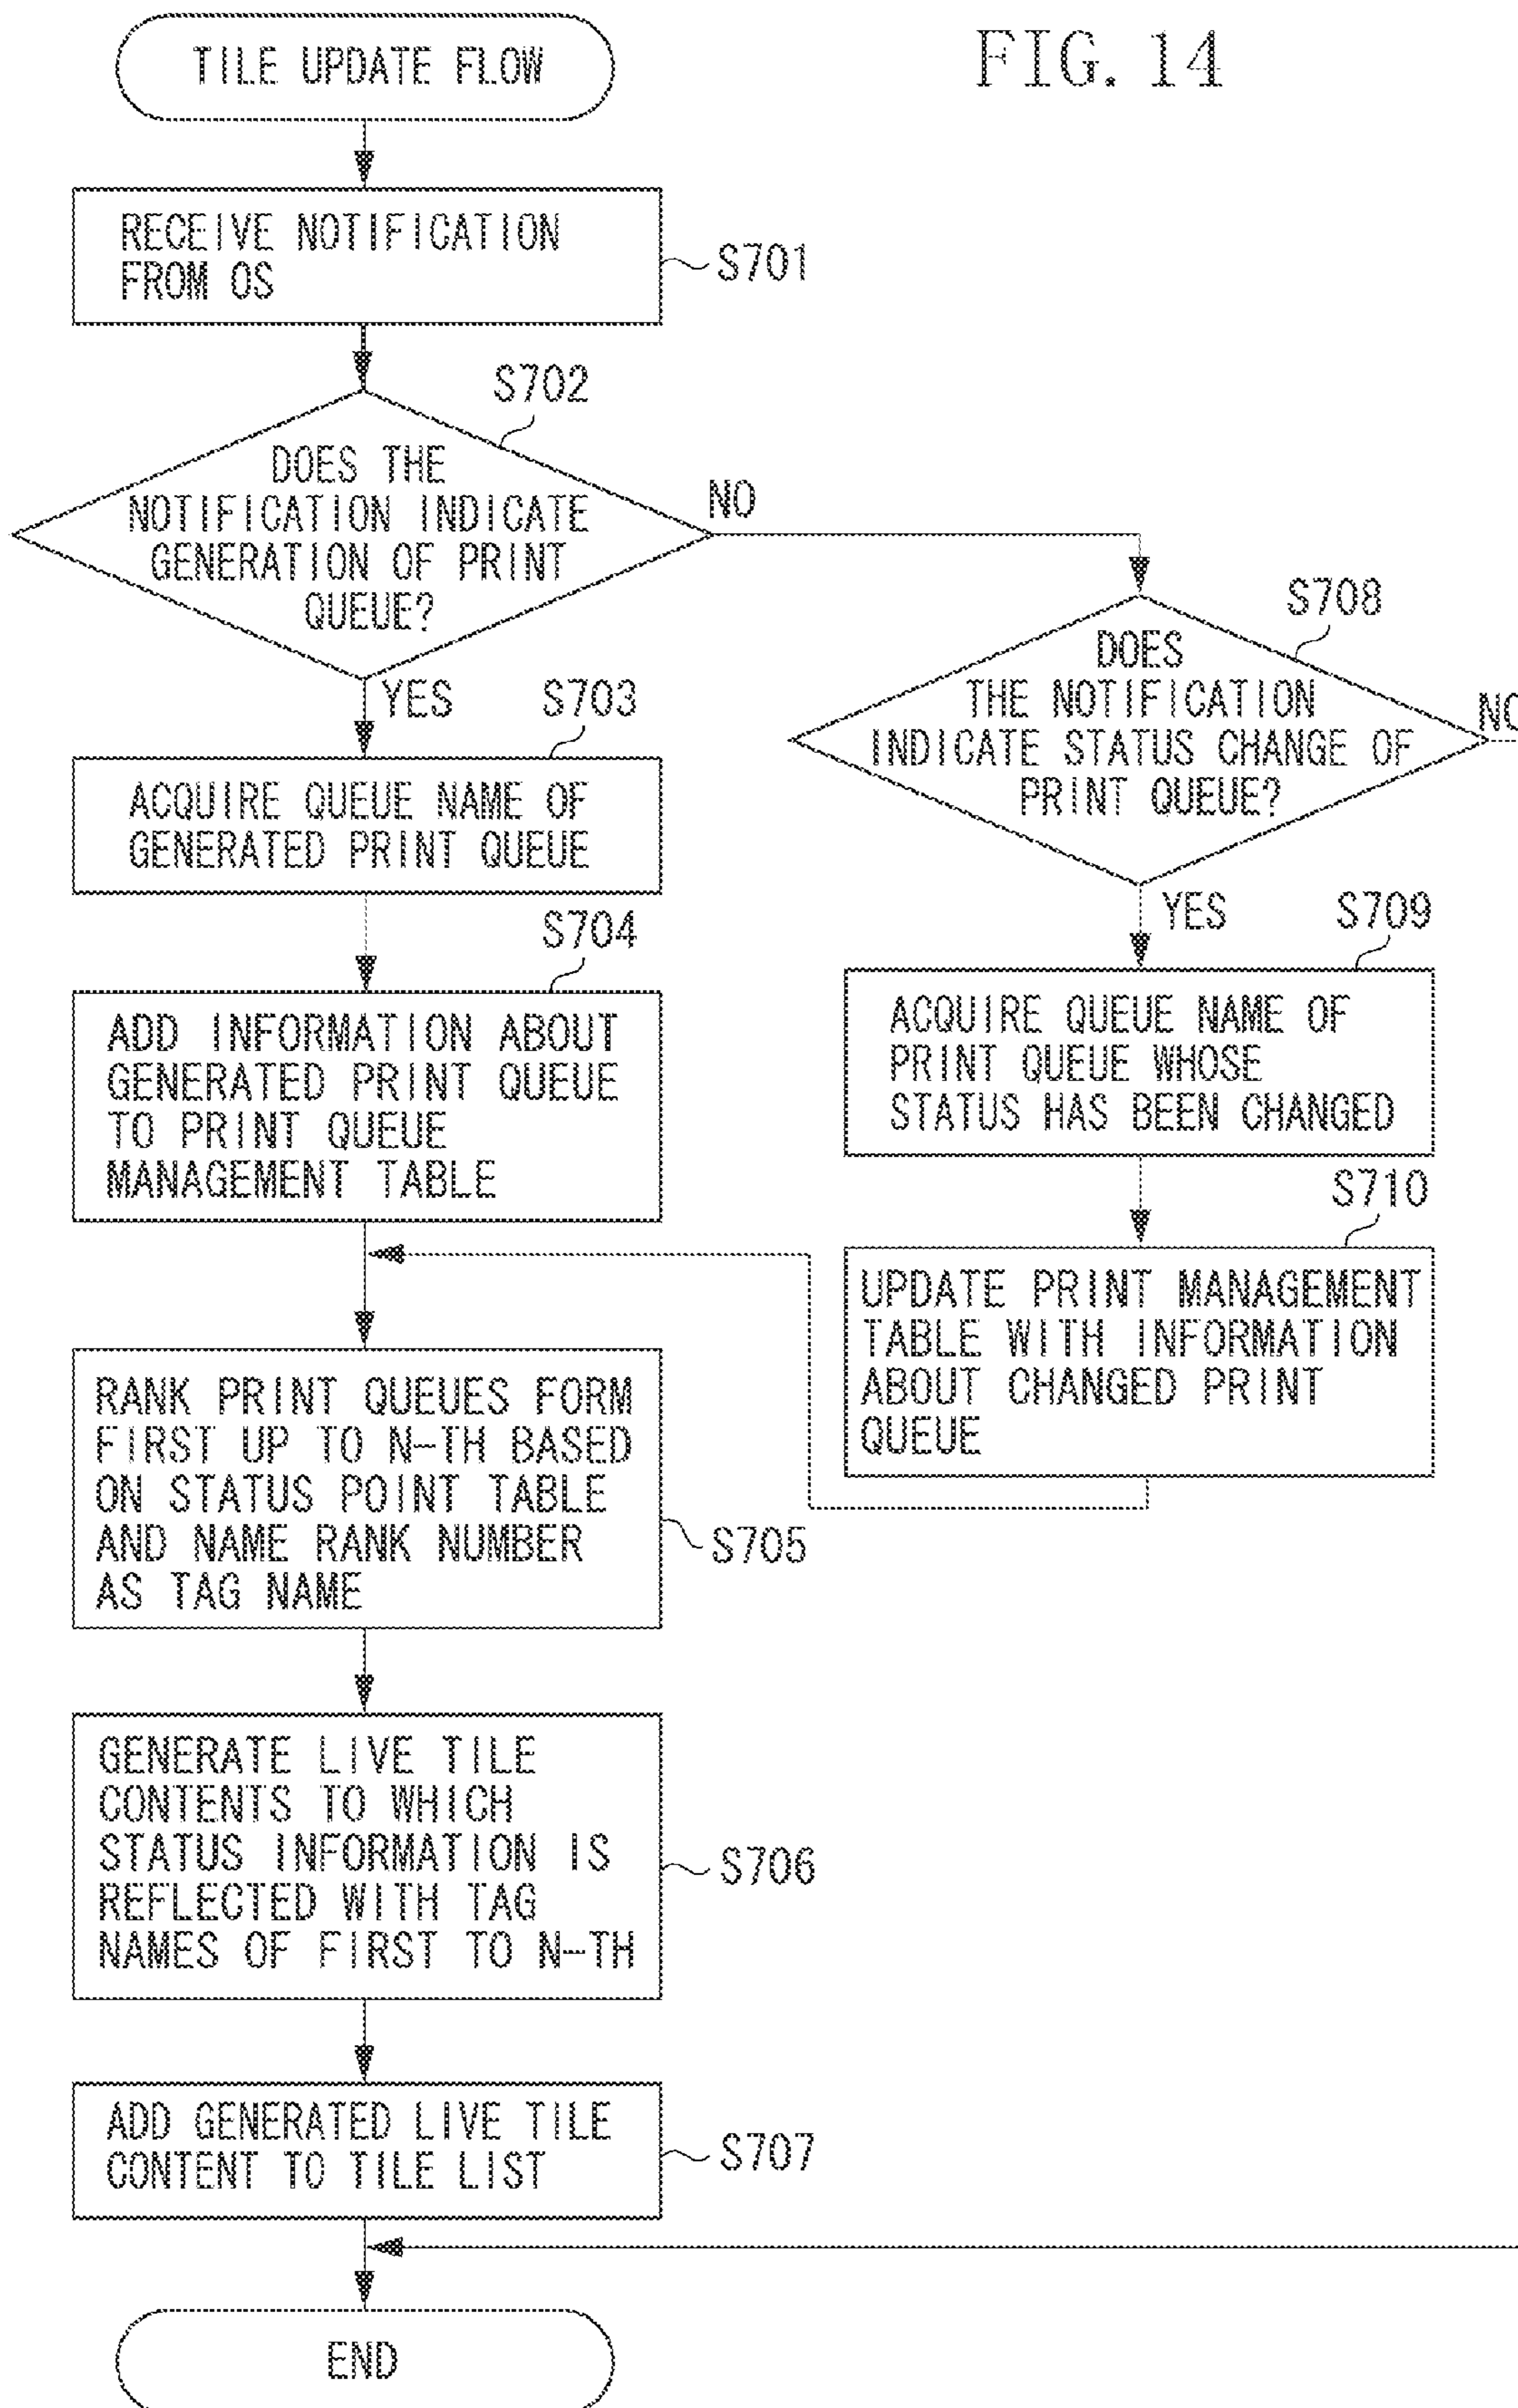 FIG. 14
TILE UPDATE FLOW
RECEIVE NOTIFICATION
FROM OS
S701
S702
DOES THE
NOTIFICATION INDICATE
GENERATION OF PRINT
QUEUE?
NO
YES
S703
ACQUIRE QUEUE NAME OF
GENERATED PRINT QUEUE
S704
ADD INFORMATION ABOUT
GENERATED PRINT QUEUE
TO PRINT QUEUE
MANAGEMENT TABLE
RANK PRINT QUEUES FORM
FIRST UP TO N-TH BASED
ON STATUS POINT TABLE
AND NAME RANK NUMBER
AS TAG NAME
S705
GENERATE LIVE TILE
CONTENTS TO WHICH
STATUS INFORMATION IS
REFLECTED WITH TAG
NAMES OF FIRST TO N-TH
S706
ADD GENERATED LIVE TILE
CONTENT TO TILE LIST
S707
END
S708
DOES
THE NOTIFICATION
INDICATE STATUS CHANGE OF
PRINT QUEUE?
NO
YES
S709
ACQUIRE QUEUE NAME OF
PRINT QUEUE WHOSE
STATUS HAS BEEN CHANGED
S710
UPDATE PRINT MANAGEMENT
TABLE WITH INFORMATION
ABOUT CHANGED PRINT
QUEUE